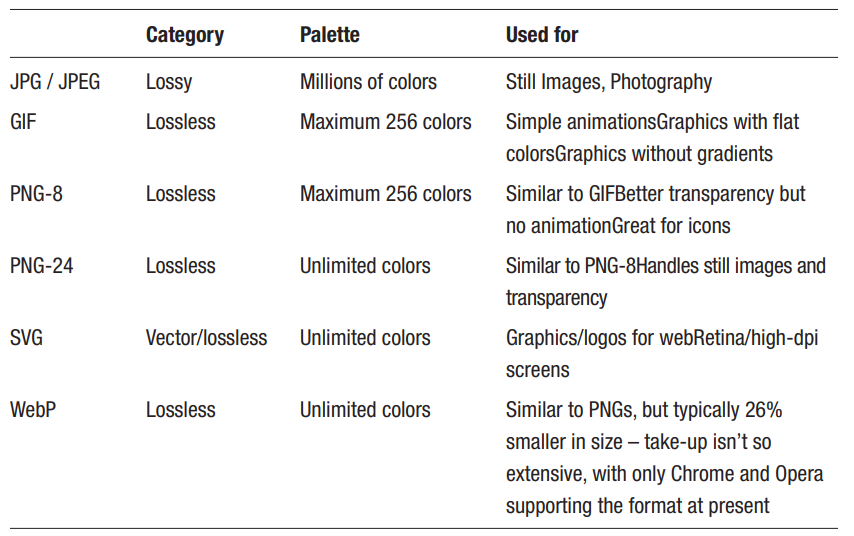 Category Palette Used for
JPG / JPEG Lossy Millions of colors Still Images, Photography
GIF Lossless Maximum 256 colors Simple animationsGraphics with flat
colorsGraphics without gradients
PNG-8 Lossless Maximum 256 colors Similar to GIFBetter transparency but
no animationGreat for icons
PNG-24 Lossless Unlimited colors Similar to PNG-8Handles still images and
transparency
SVG Vector/lossless Unlimited colors Graphics/logos for webRetina/high-dpi
screens
WebP Lossless Unlimited colors Similar to PNGs, but typically 26%
smaller in size – take-up isn't so
extensive, with only Chrome and Opera
supporting the format at present